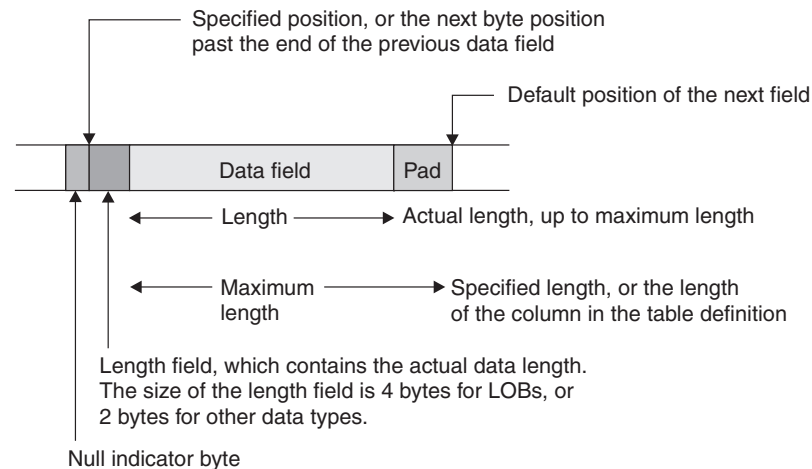 Specified position, or the next byte position
past the end of the previous data field
Default position of the next field
Data field
Pad
Length
Actual length, up to maximum length
Maximum
length
Specified length, or the length
of the column in the table definition
Length field, which contains the actual data length.
The size of the length field is 4 bytes for LOBs, or
2 bytes for other data types.
Null indicator byte